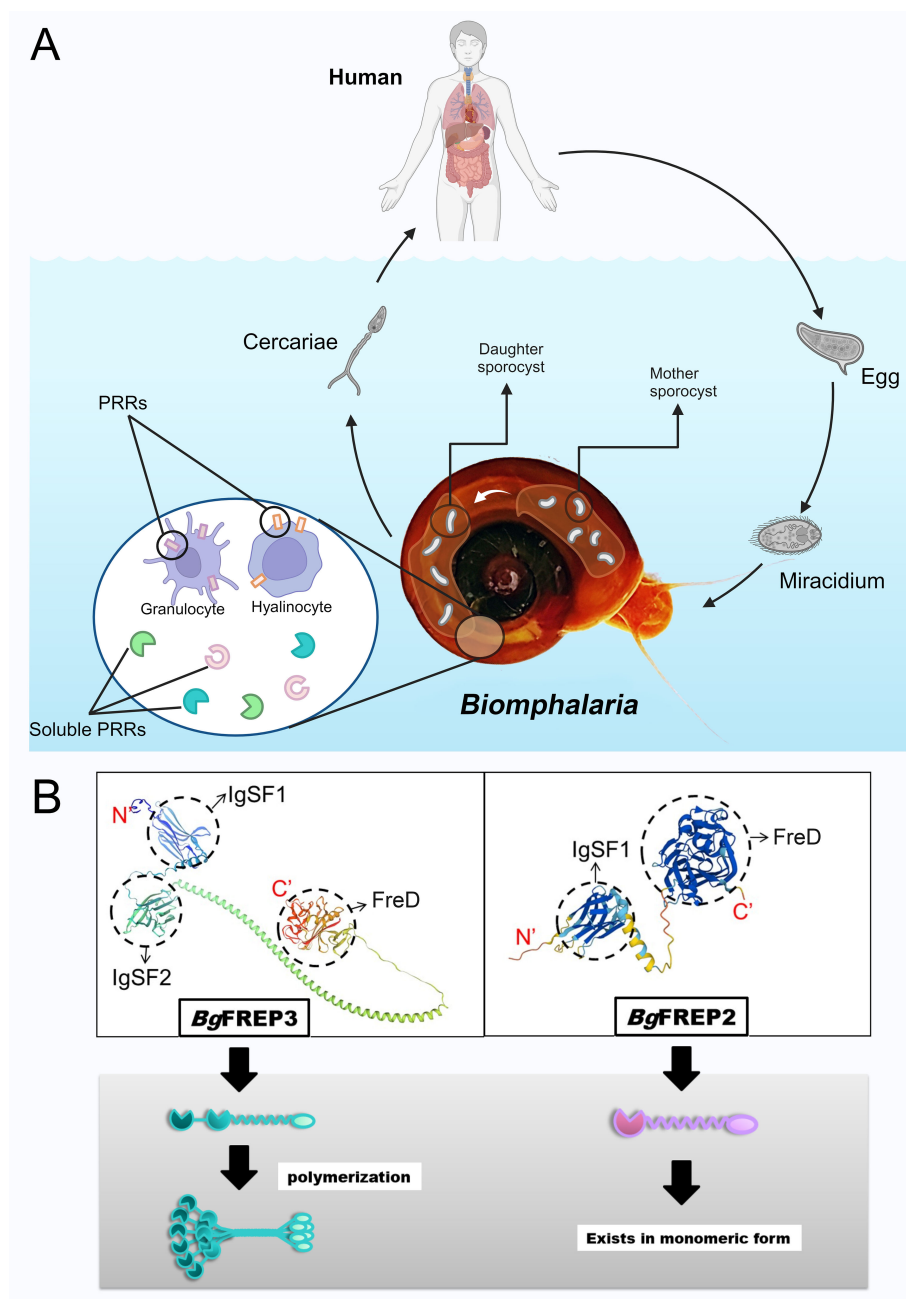 A
Human
Cercariae
Daughter
sporocyst
Mother
sporocyst
Egg
PRRs
Miracidium
Granulocyte
Hyalinocyte
Soluble PRRs
Biomphalaria
B
N'
IgSF1
C'
FreD
IgSF2
BgFREP3
IgSF1
FreD
C'
N'
BgFREP2
polymerization
Exists in monomeric form